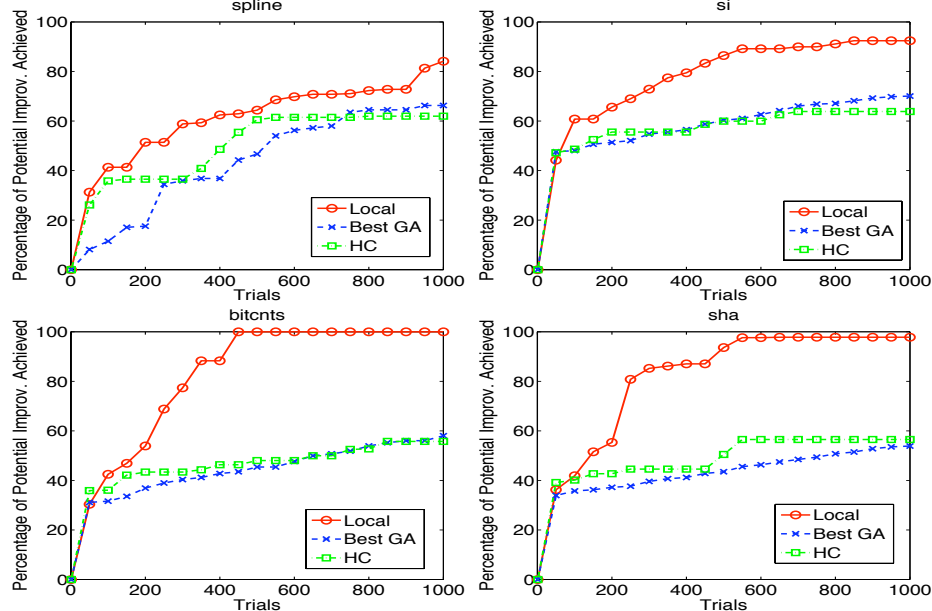 spline
Percentage of Potential Improv. Achieved
100
80
60
40
20
0
0 200 400 600 800 1000
Trials
Local
Best GA
HC
si
Percentage of Potential Improv. Achieved
100
80
60
40
20
0
0 200 400 600 800 1000
Trials
Local
Best GA
HC
bitcnts
Percentage of Potential Improv. Achieved
100
80
60
40
20
0
0 200 400 600 800 1000
Trials
Local
Best GA
HC
sha
Percentage of Potential Improv. Achieved
100
80
60
40
20
0
0 200 400 600 800 1000
Trials
Local
Best GA
HC